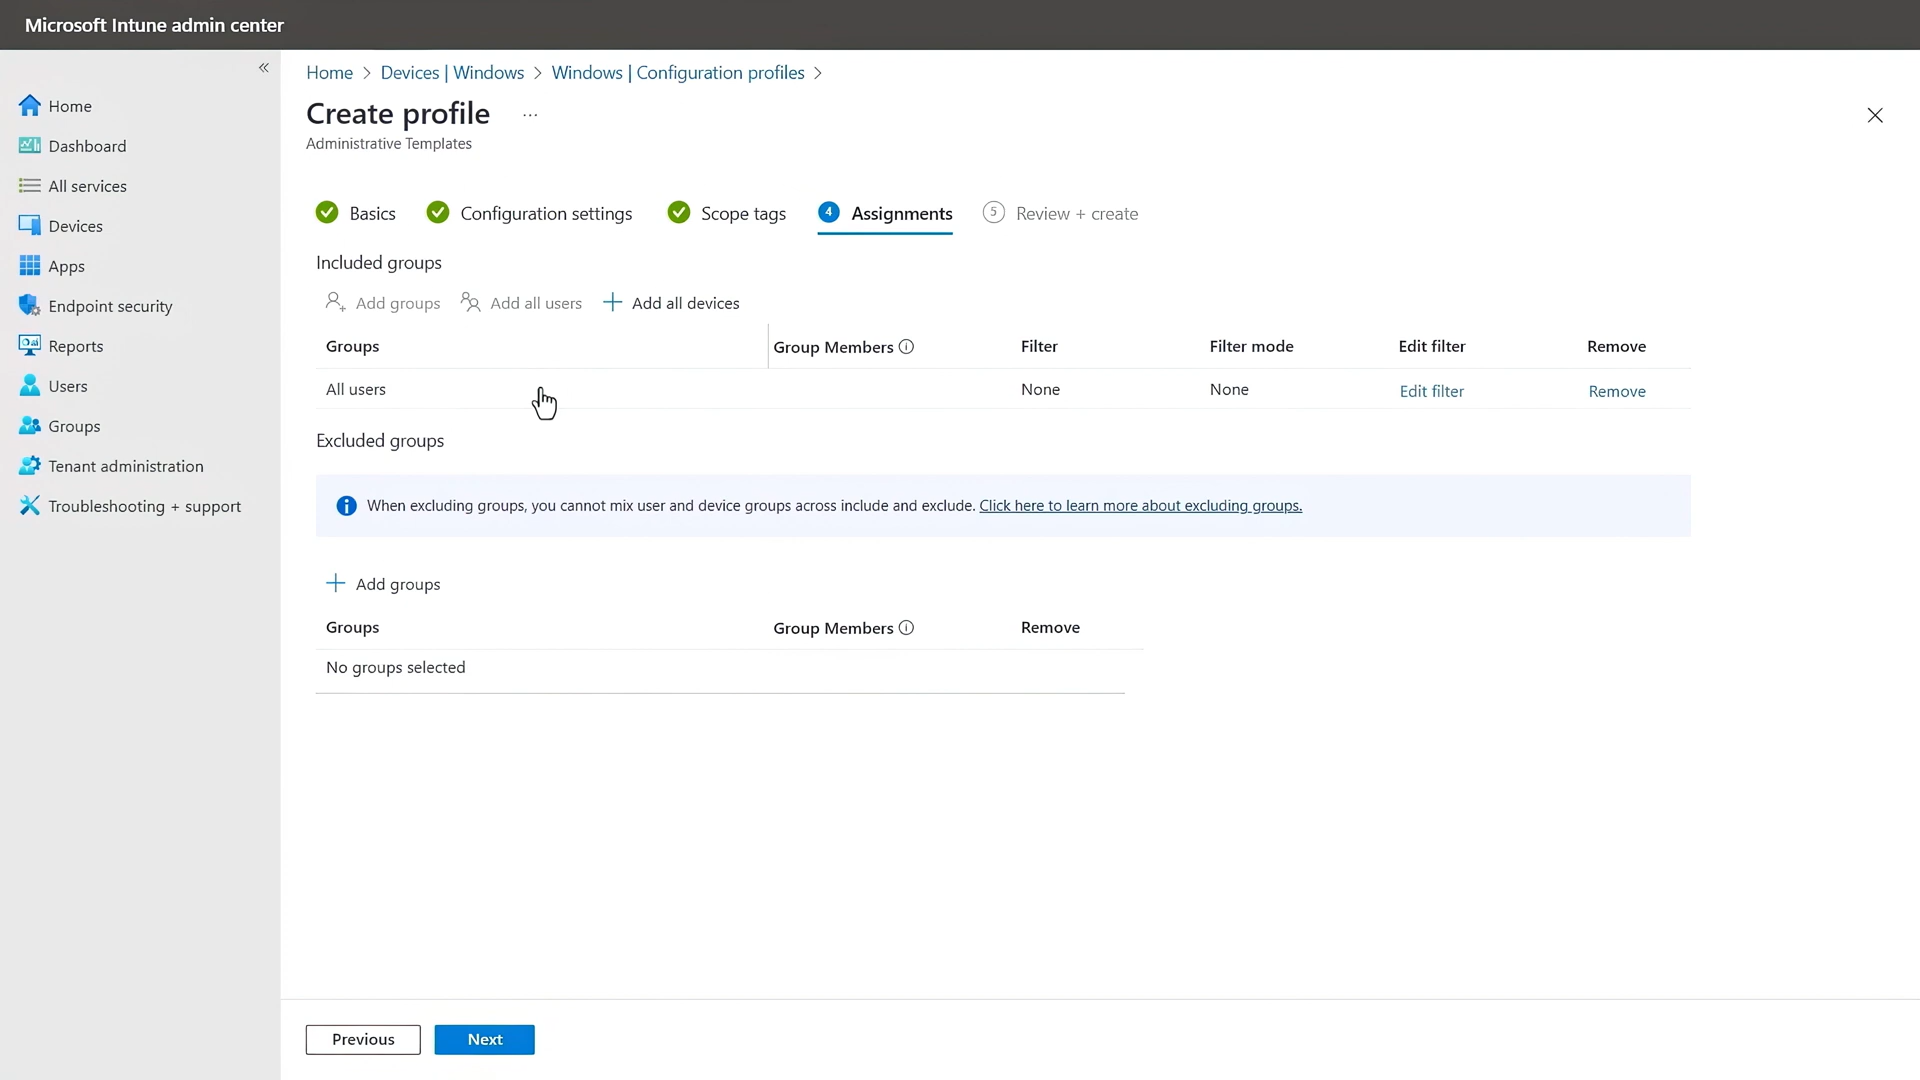 Microsoft Intune admin center
«
Home > Devices | Windows > Windows | Configuration profiles >
Create profile ...
Administrative Templates
Home
Dashboard
All services
Devices
Apps
Endpoint security
Reports
Users
Groups
Tenant administration
Troubleshooting + support
Basics Configuration settings Scope tags 4 Assignments 5 Review + create
Included groups
Add groups Add all users + Add all devices
Groups Group Members Filter Filter mode Edit filter Remove
All users None None Edit filter Remove
Excluded groups
When excluding groups, you cannot mix user and device groups across include and exclude. Click here to learn more about excluding groups.
+ Add groups
Groups Group Members Remove
No groups selected
Previous Next